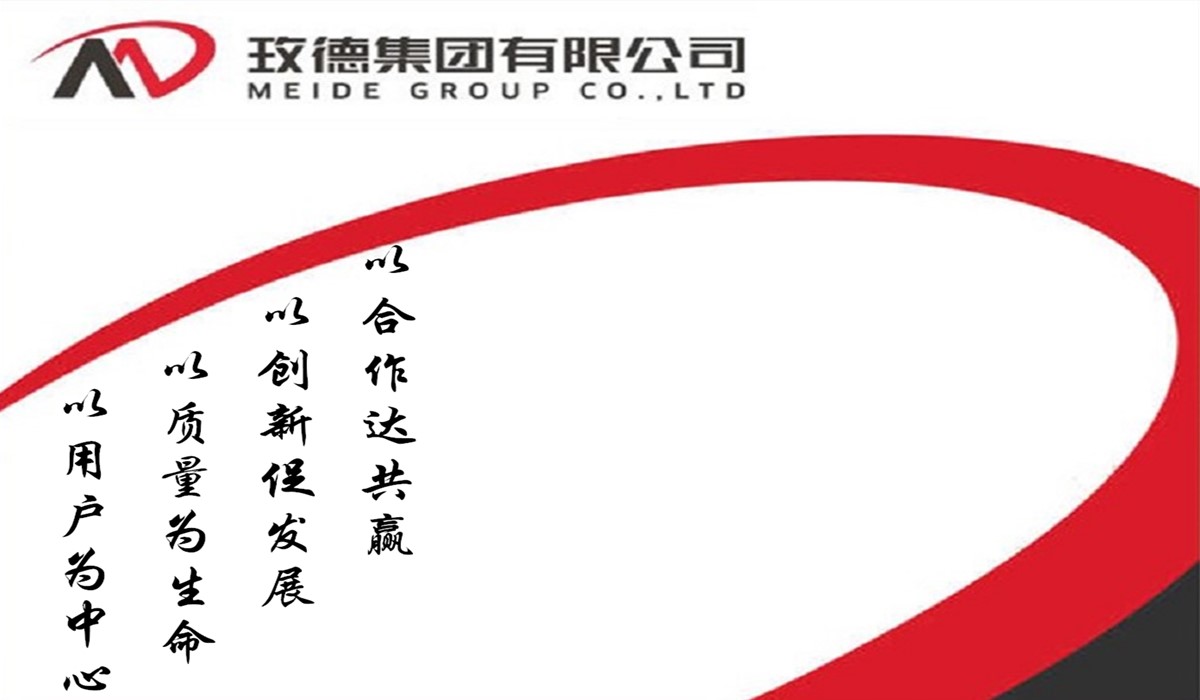 玫德集团有限公司
MEIDE GROUP CO.,LTD
以用户为中心
以质量为生命
以创新促发展
以合作达共赢